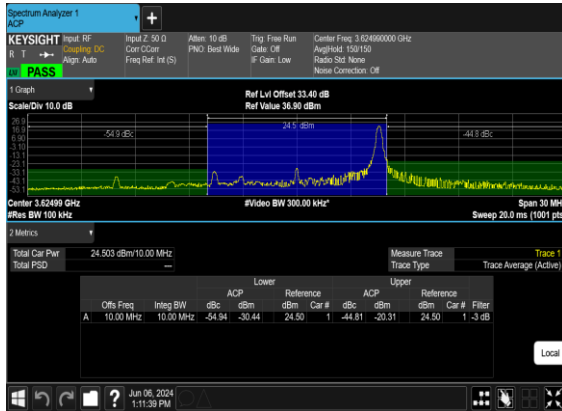 Spectrum Analyzer 1
ACP
+
KEYSIGHT Input: RF Input Z: 50 Ω Atten: 10 dB Trig: Free Run Center Freq: 3.624990000 GHz
R T Coupling: DC Corr CCorr PNO: Best Wide Gate: Off Avg|Hold: 150/150
Align: Auto Freq Ref: Int (S) IF Gain: Low Radio Std: None
PASS Noise Correction: Off
1 Graph Ref Lvl Offset 33.40 dB
Scale/Div 10.0 dB Ref Value 36.90 dBm
26.9
16.9 24.5 dBm
6.90 -54.9 dBc -44.8 dBc
-3.10
-13.1
-23.1
-33.1
-43.1
-53.1
Center 3.62499 GHz #Video BW 300.00 kHz* Span 30 MH
#Res BW 100 kHz Sweep 20.0 ms (1001 pts
2 Metrics
Total Car Pwr 24.503 dBm/10.00 MHz Measure Trace Trace 1
Total PSD --- Trace Type Trace Average (Active)
Lower Upper
ACP Reference ACP Reference
Offs Freq Integ BW dBc dBm dBm Car # dBc dBm dBm Car # Filter
A 10.00 MHz 10.00 MHz -54.94 -30.44 24.50 1 -44.81 -20.31 24.50 1 -3 dB
Local
? Jun 06, 2024
1:11:39 PM